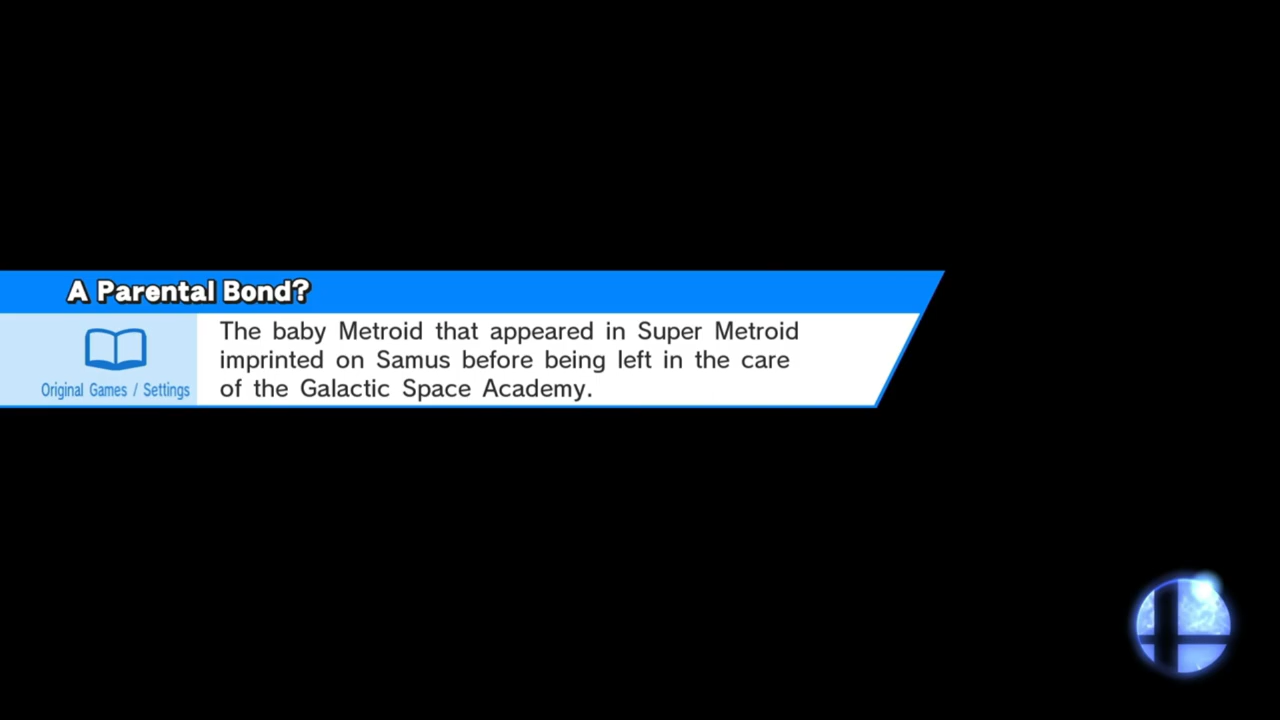 A Parental Bond?
The baby Metroid that appeared in Super Metroid
imprinted on Samus before being left in the care
of the Galactic Space Academy.
Original Games / Settings